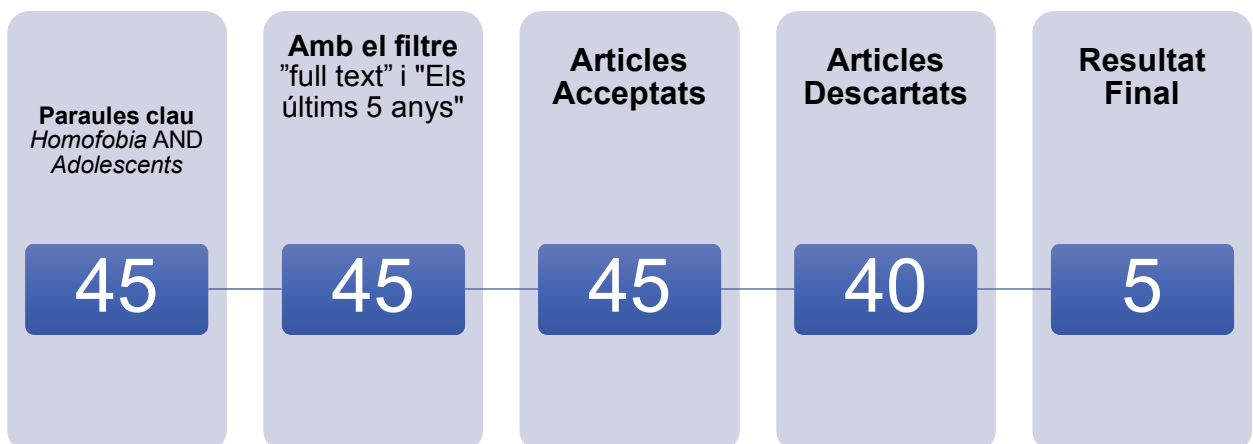 Paraules clau
Homofobia AND
Adolescents
45
Amb el filtre
”full text” i "Els
últims 5 anys"
45
Articles
Acceptats
45
Articles
Descartats
40
Resultat
Final
5